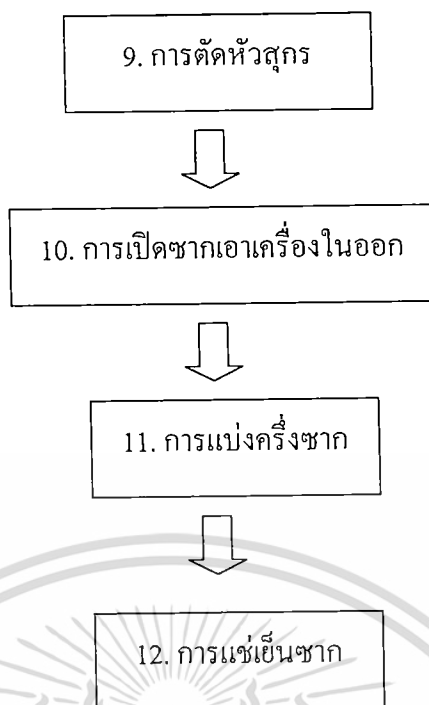 9. การตัดหัวสุกร
10. การเปิดซากเอาเครื่องในออก
11. การแบ่งครึ่งซาก
12. การแช่เย็นซาก